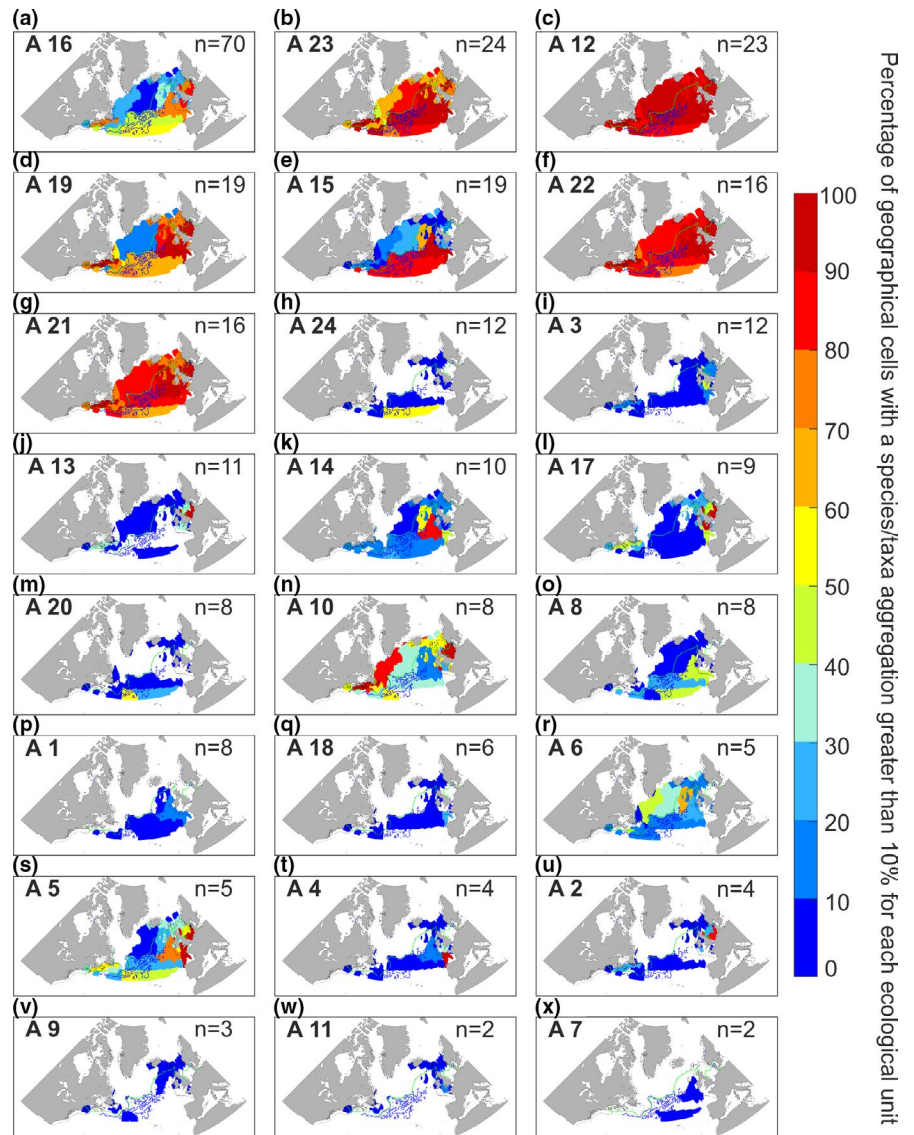 (a) (b) (c)
A 16 n=70 A 23 n=24 A 12 n=23
(d) (e) (f)
A 19 n=19 A 15 n=19 A 22 n=16
(g) (h) (i)
A 21 n=16 A 24 n=12 A 3 n=12
(j) (k) (l)
A 13 n=11 A 14 n=10 A 17 n=9
(m) (n) (o)
A 20 n=8 A 10 n=8 A 8 n=8
(p) (q) (r)
A 1 n=8 A 18 n=6 A 6 n=5
(s) (t) (u)
A 5 n=5 A 4 n=4 A 2 n=4
(v) (w) (x)
A 9 n=3 A 11 n=2 A 7 n=2
100
90
80
70
60
50
40
30
20
10
0
Percentage of geographical cells with a species/taxa aggregation greater than 10% for each ecological unit